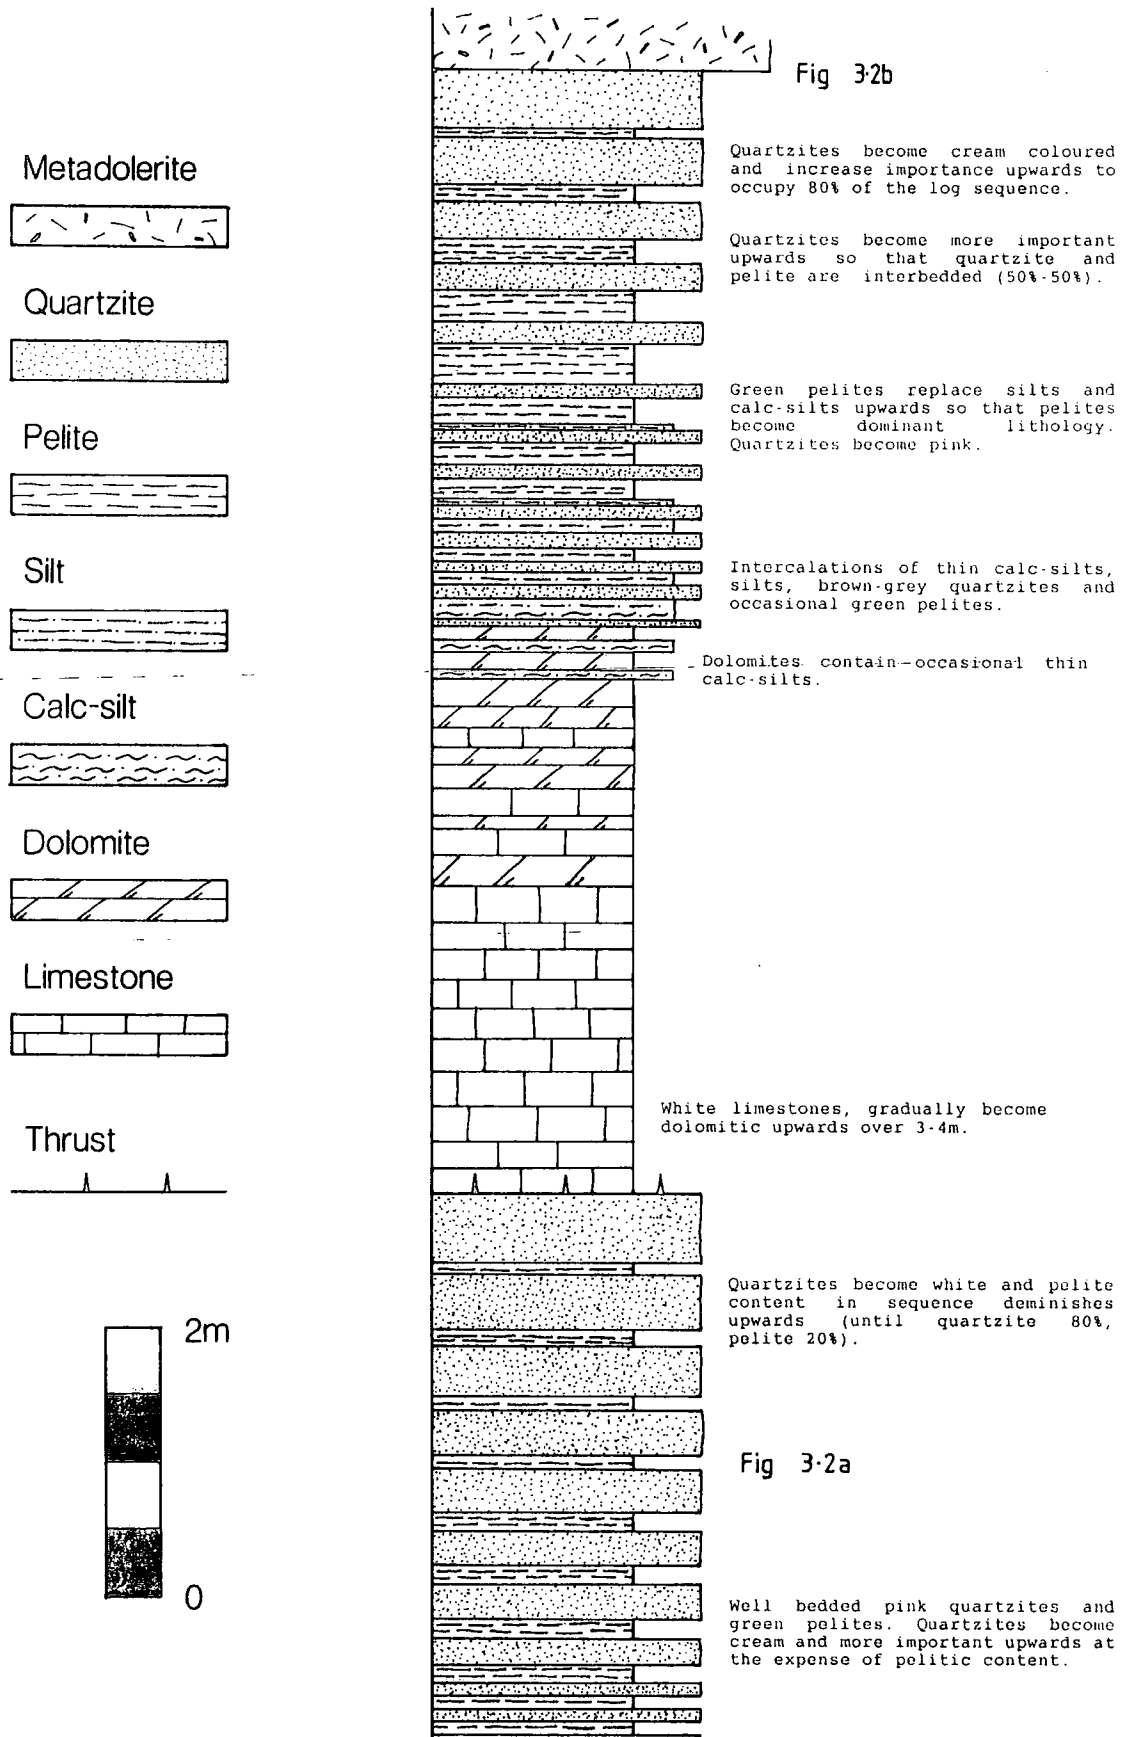 Fig 3·2b
Metadolerite
Quartzites become cream coloured
and increase importance upwards to
occupy 80% of the log sequence.
Quartzites become more important
upwards so that quartzite and
pelite are interbedded (50%-50%).
Quartzite
Green pelites replace silts and
calc-silts upwards so that pelites
become dominant lithology.
Quartzites become pink.
Pelite
Silt
Intercalations of thin calc-silts,
silts, brown-grey quartzites and
occasional green pelites.
Dolomites contain occasional thin
calc-silts.
Calc-silt
Dolomite
Limestone
White limestones, gradually become
dolomitic upwards over 3-4m.
Thrust
Quartzites become white and pelite
content in sequence deminishes
upwards (until quartzite 80%,
pelite 20%).
2m
Fig 3·2a
0
Well bedded pink quartzites and
green pelites. Quartzites become
cream and more important upwards at
the expense of pelitic content.